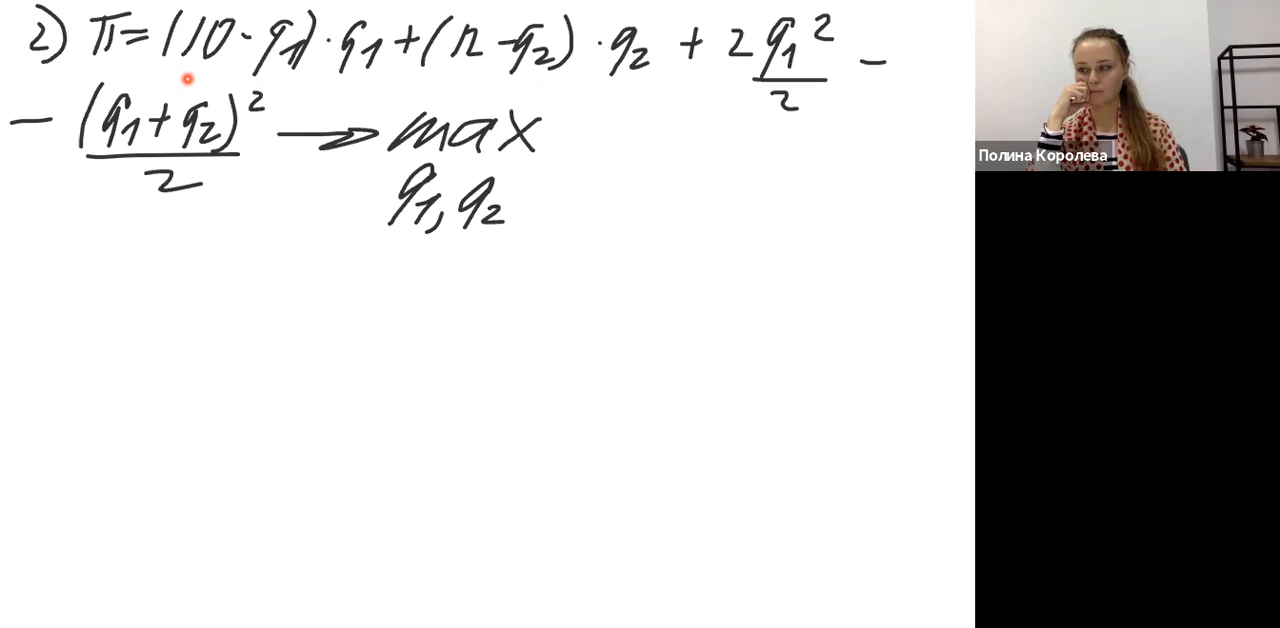 2) π = (10 - q₁) · q₁ + (12 - q₂) · q₂ + 2 q₁²/2 -
- (q₁ + q₂)²/2 → max
q₁, q₂
Полина Королева